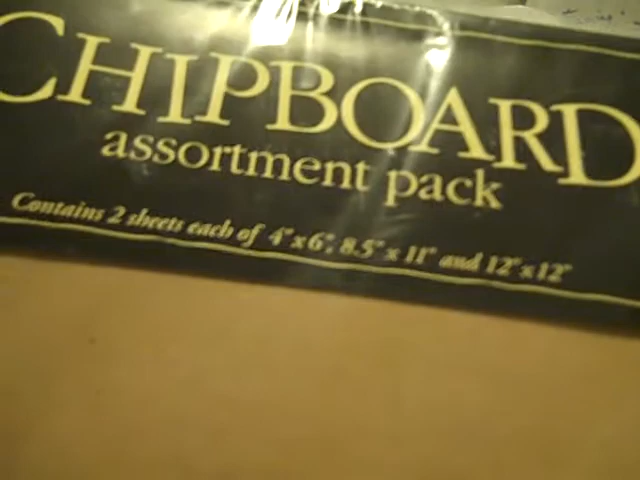 CHIPBOARD
assortment pack
Contains 2 sheets each of 4"x6", 8.5"x 11" and 12"x12"